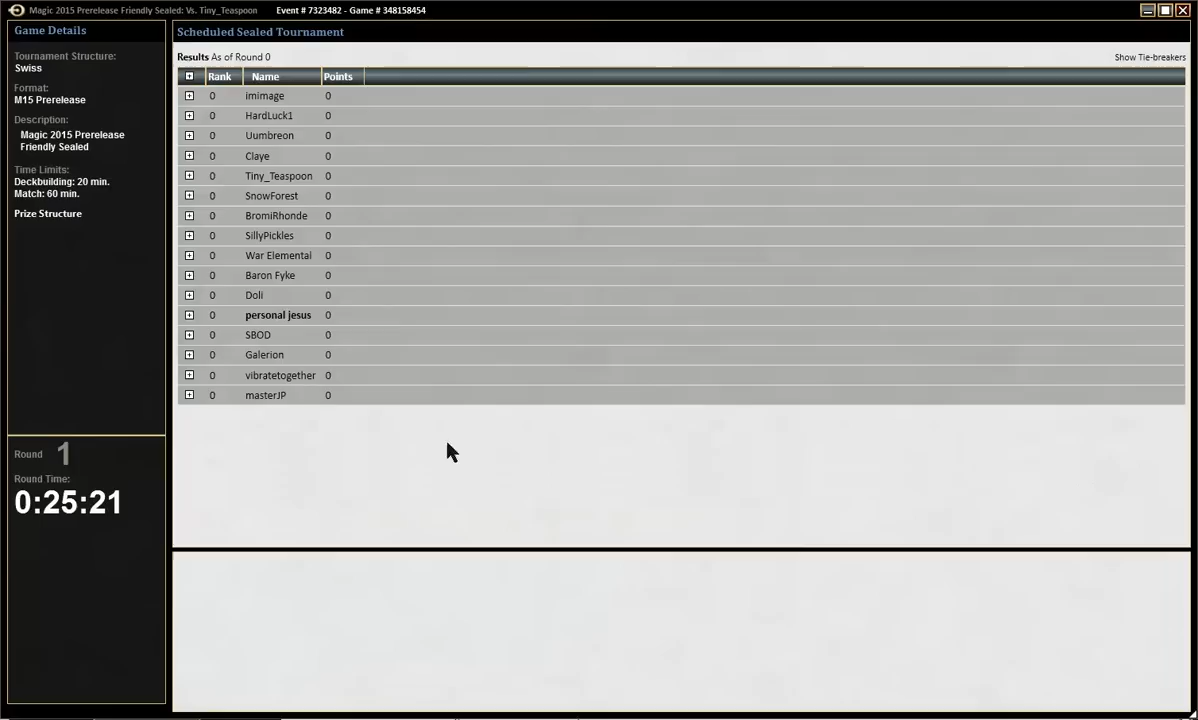 Magic 2015 Prerelease Friendly Sealed: Vs. Tiny_Teaspoon Event # 7323482 - Game # 348158454
Game Details
Tournament Structure:
Swiss
Format:
M15 Prerelease
Description:
Magic 2015 Prerelease
Friendly Sealed
Time Limits:
Deckbuilding: 20 min.
Match: 60 min.
Prize Structure
Round 1
Round Time:
0:25:21
Scheduled Sealed Tournament
Results As of Round 0 Show Tie-breakers
Rank Name Points
0 imimage 0
0 HardLuck1 0
0 Uumbreon 0
0 Claye 0
0 Tiny_Teaspoon 0
0 SnowForest 0
0 BromiRhonde 0
0 SillyPickles 0
0 War Elemental 0
0 Baron Fyke 0
0 Doli 0
0 personal jesus 0
0 SBOD 0
0 Galerion 0
0 vibratetogether 0
0 masterJP 0